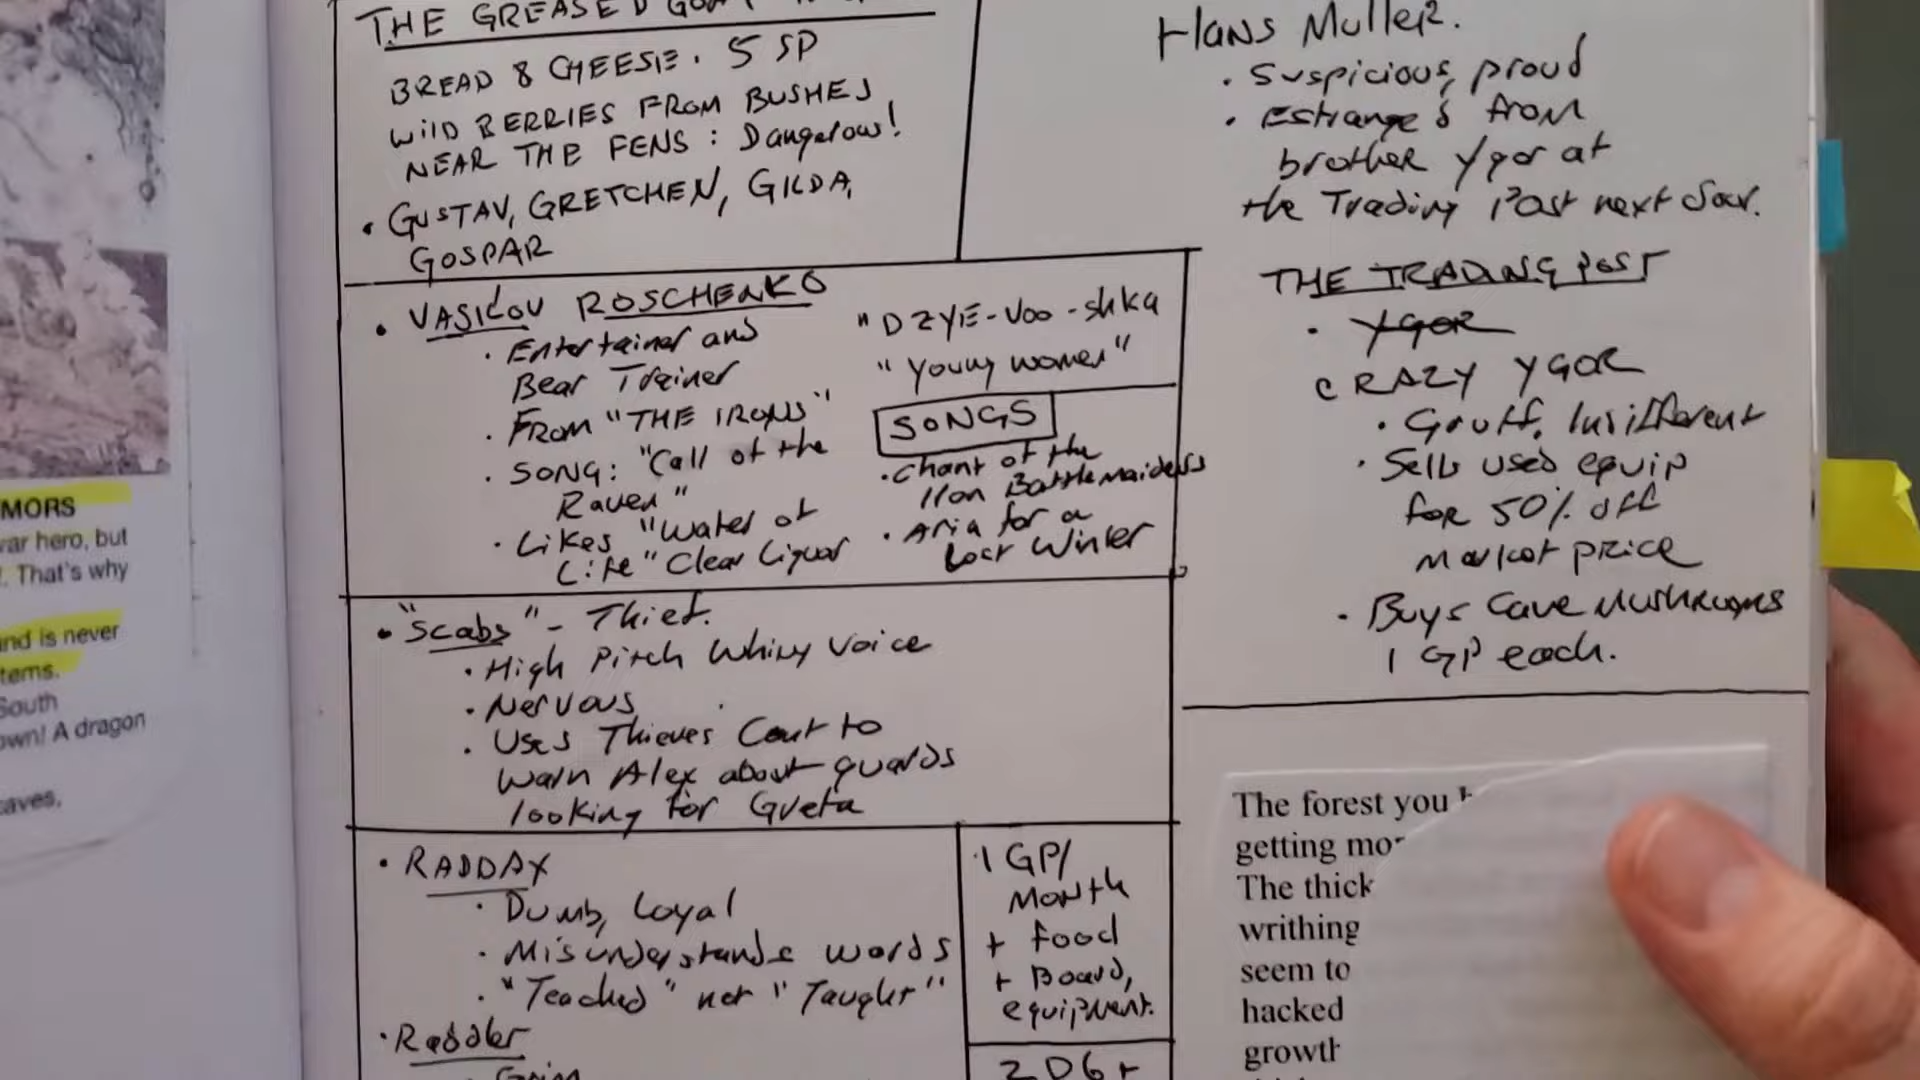 THE GREASED GOAT
BREAD & CHEESE. 5 SP
WILD BERRIES FROM BUSHES
NEAR THE FENS: Dangerous!
• GUSTAV, GRETCHEN, GILDA,
GOSPAR
• VASILOV ROSCHENKO
• Entertainer and
Bear Trainer
• From "THE IRONS"
• SONG: "Call of the
Raven"
• Likes "Water of
Life" Clear Liquor
"DZYE-Voo-shka
"Young women"
SONGS
• Chant of the
Iron Battlemaidens
• Aria for a
Lost Winter
• "Scabs" - Thief.
• High Pitch Whiny Voice
• Nervous
• Uses Thieves Cant to
warn Alex about guards
looking for Greta
• RADDAX
• Dumb, Loyal
• Misunderstands words
• "Teached" not "Taught"
• Raddler
Grim
• 1 GP/
Month
+ Food
+ Board,
equipment.
2D6+
Hans Muller.
• Suspicious, proud
• Estranged from
brother Ygor at
the Trading Post next door.
THE TRADING POST
• YGOR
CRAZY YGOR
• Gruff, Indifferent
• Sells used equip
for 50% off
market price
• Buys Cave Mushrooms
1 GP each.
The forest you
getting
The thick
writhing
seem to
hacked
growth
MORS
war hero, but
. That's why
and is never
tems.
South
own! A dragon
caves,